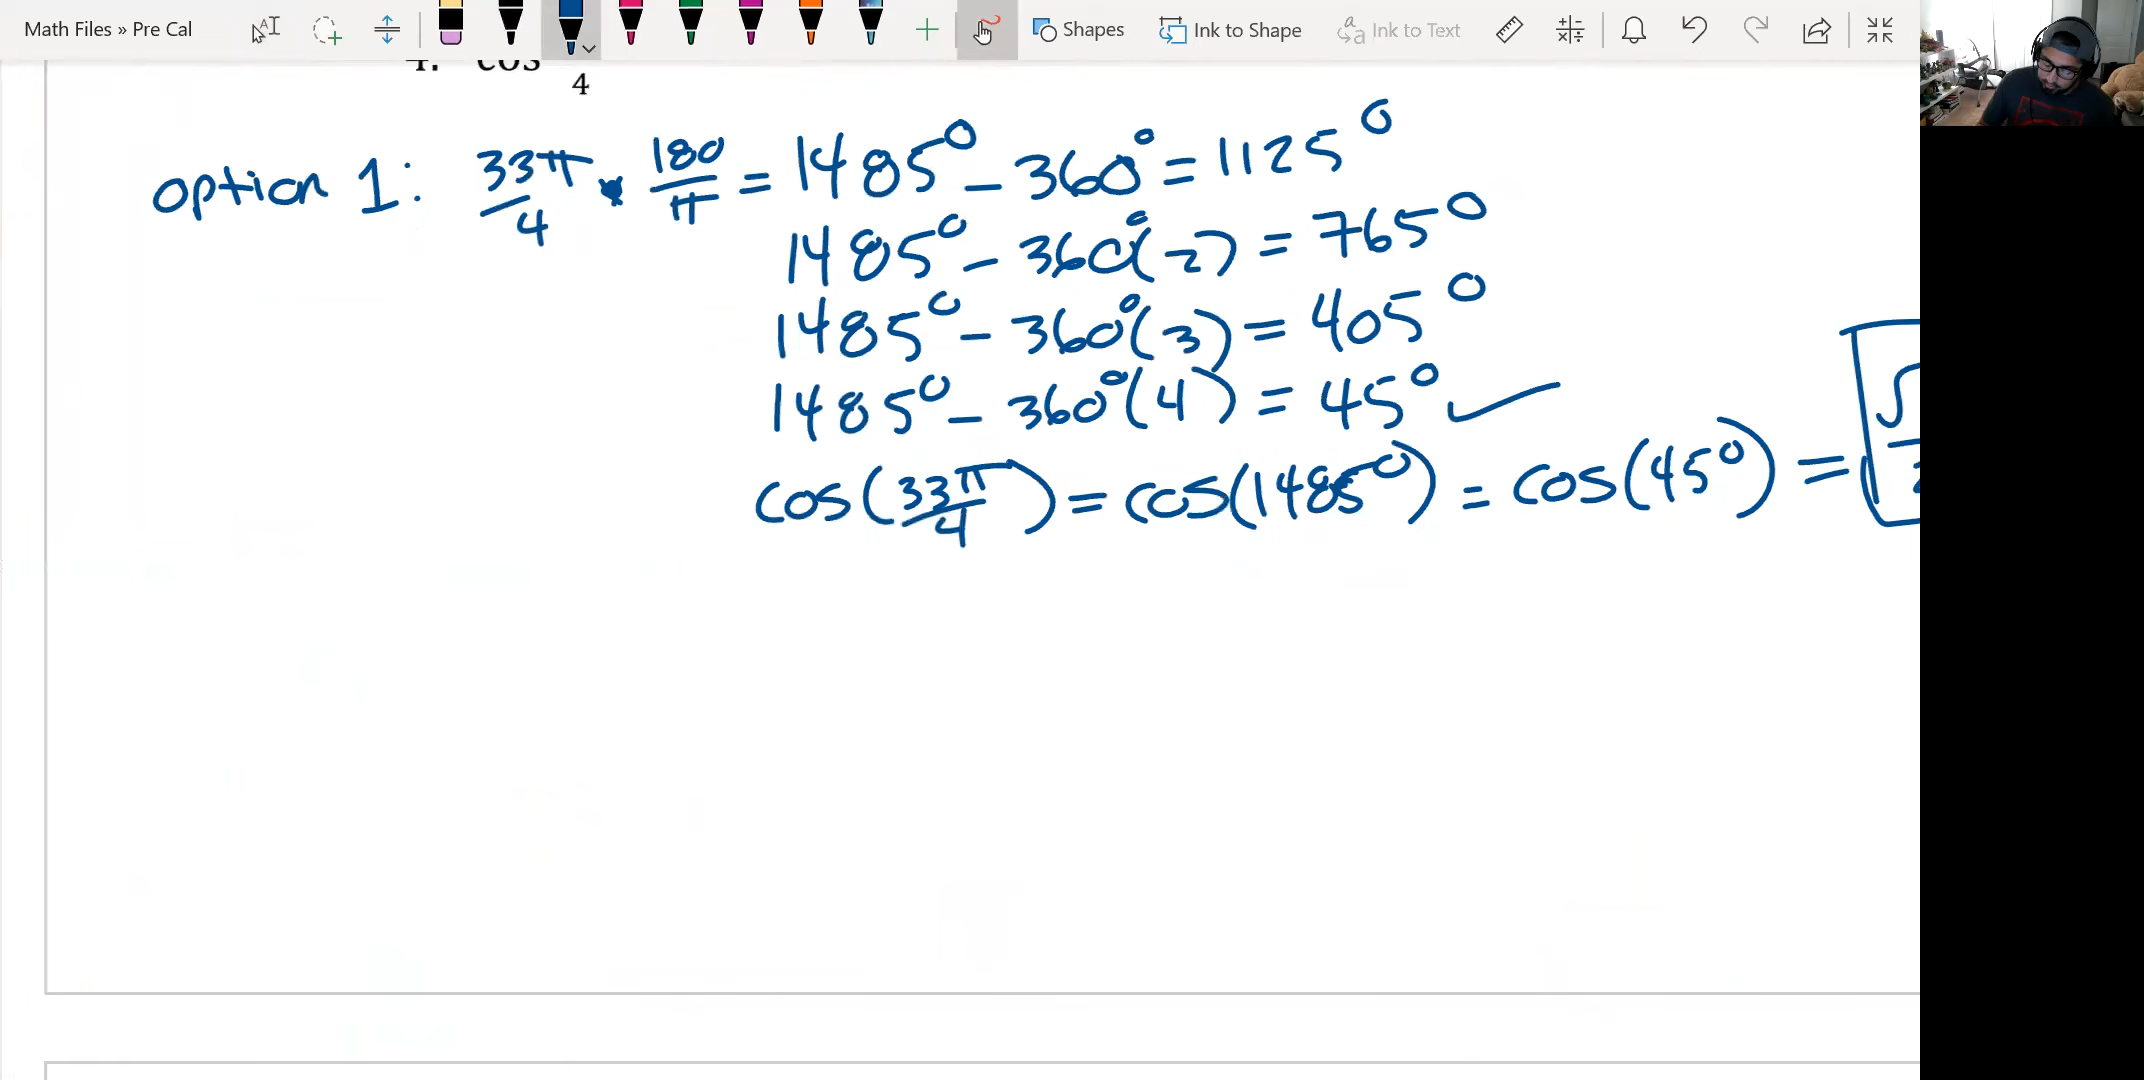 Math Files » Pre Cal Shapes Ink to Shape Ink to Text
4. cos
4
option 1: 33π/4 · 180/π = 1485° - 360° = 1125°
1485° - 360°(2) = 765°
1485° - 360°(3) = 405°
1485° - 360°(4) = 45° ✓
cos(33π/4) = cos(1485°) = cos(45°) =